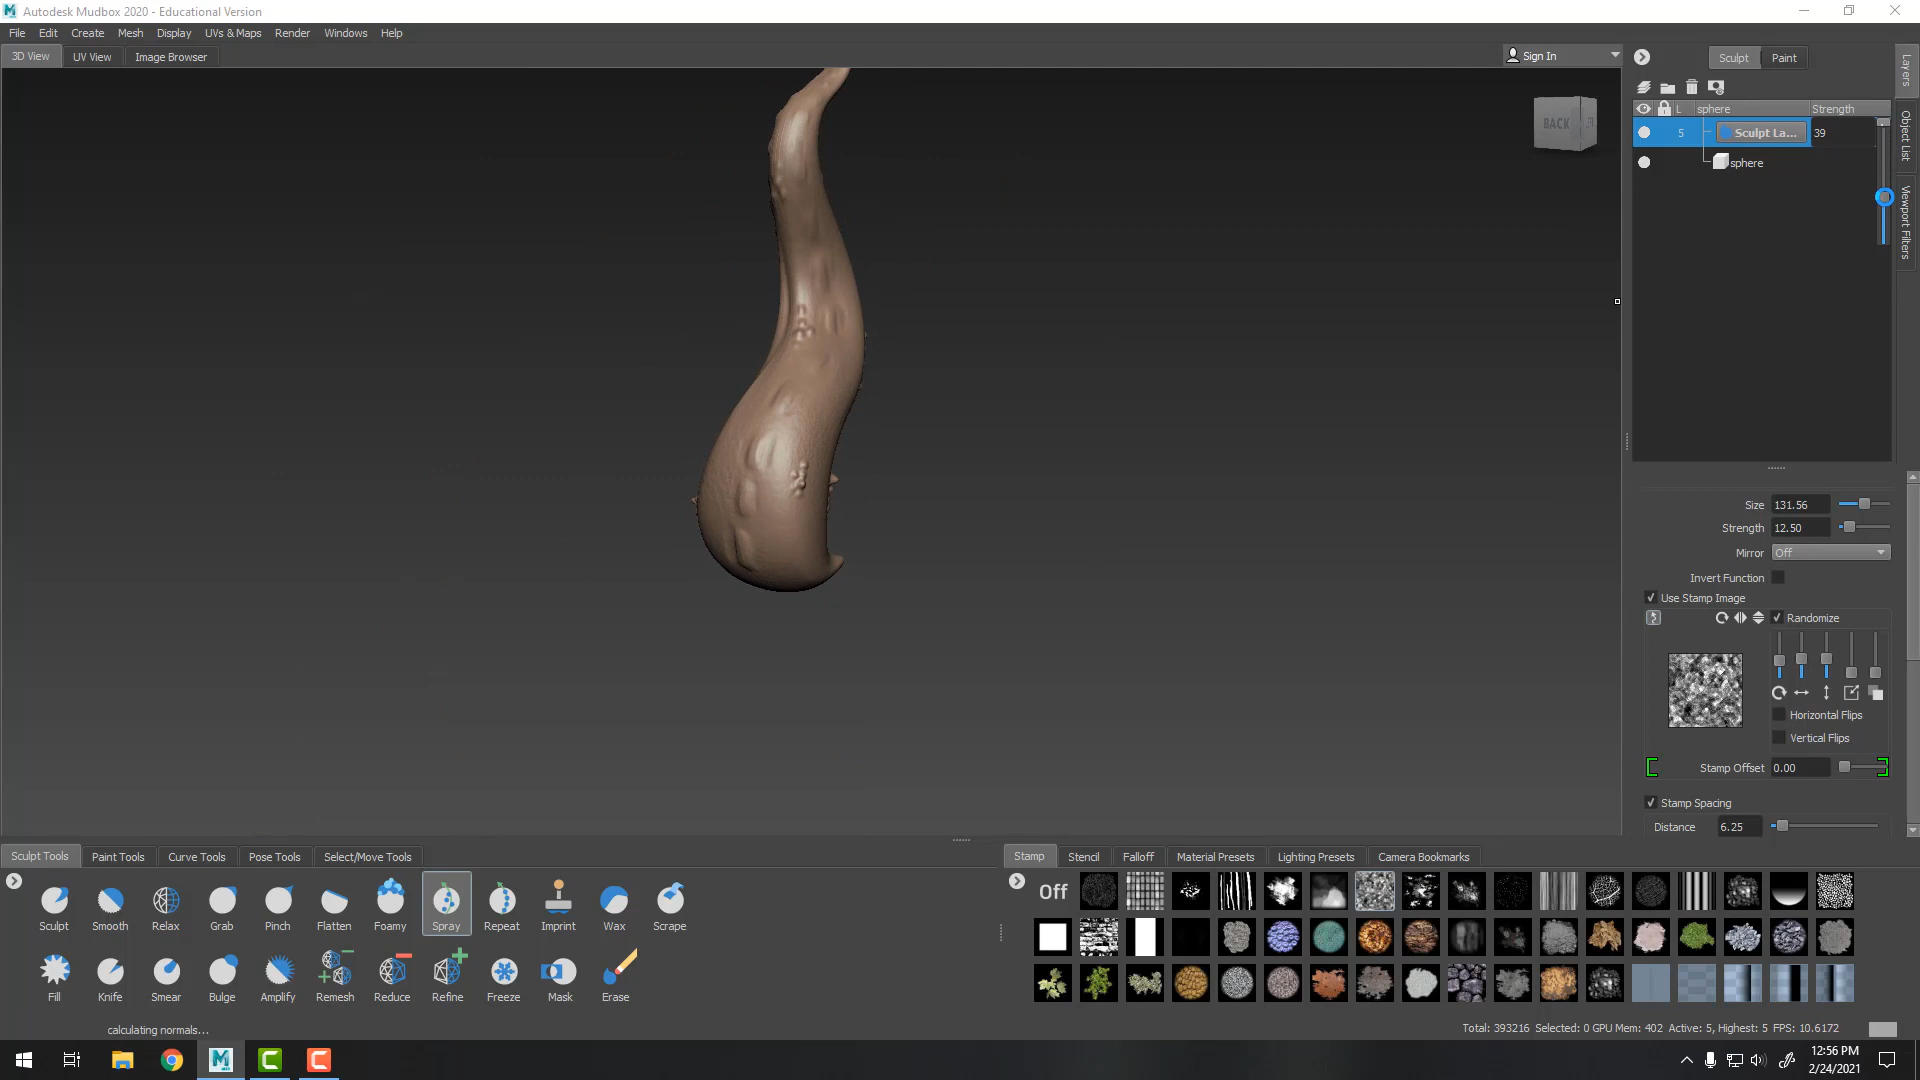 Autodesk Mudbox 2020 - Educational Version
File Edit Create Mesh Display UVs & Maps Render Windows Help
3D View UV View Image Browser
Sign In
Sculpt Paint
L sphere Strength
5 Sculpt La... 39
sphere
Layers
Object List
Viewport Filters
BACK
Size 131.56
Strength 12.50
Mirror Off
Invert Function
Use Stamp Image
Randomize
Horizontal Flips
Vertical Flips
Stamp Offset 0.00
Stamp Spacing
Distance 6.25
Sculpt Tools Paint Tools Curve Tools Pose Tools Select/Move Tools
Sculpt Smooth Relax Grab Pinch Flatten Foamy Spray Repeat Imprint Wax Scrape
Fill Knife Smear Bulge Amplify Remesh Reduce Refine Freeze Mask Erase
Stamp Stencil Falloff Material Presets Lighting Presets Camera Bookmarks
Off
calculating normals...
Total: 393216 Selected: 0 GPU Mem: 402 Active: 5, Highest: 5 FPS: 10.6172
12:56 PM
2/24/2021